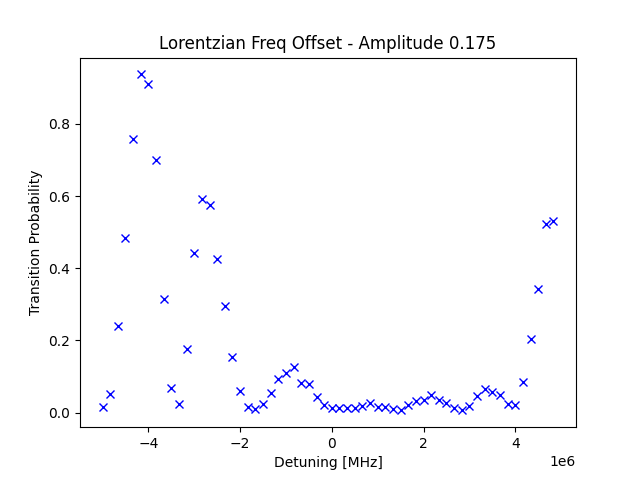 Lorentzian Freq Offset - Amplitude 0.175
Transition Probability
0.8
0.6
0.4
0.2
0.0
−4 −2 0 2 4
1e6
Detuning [MHz]